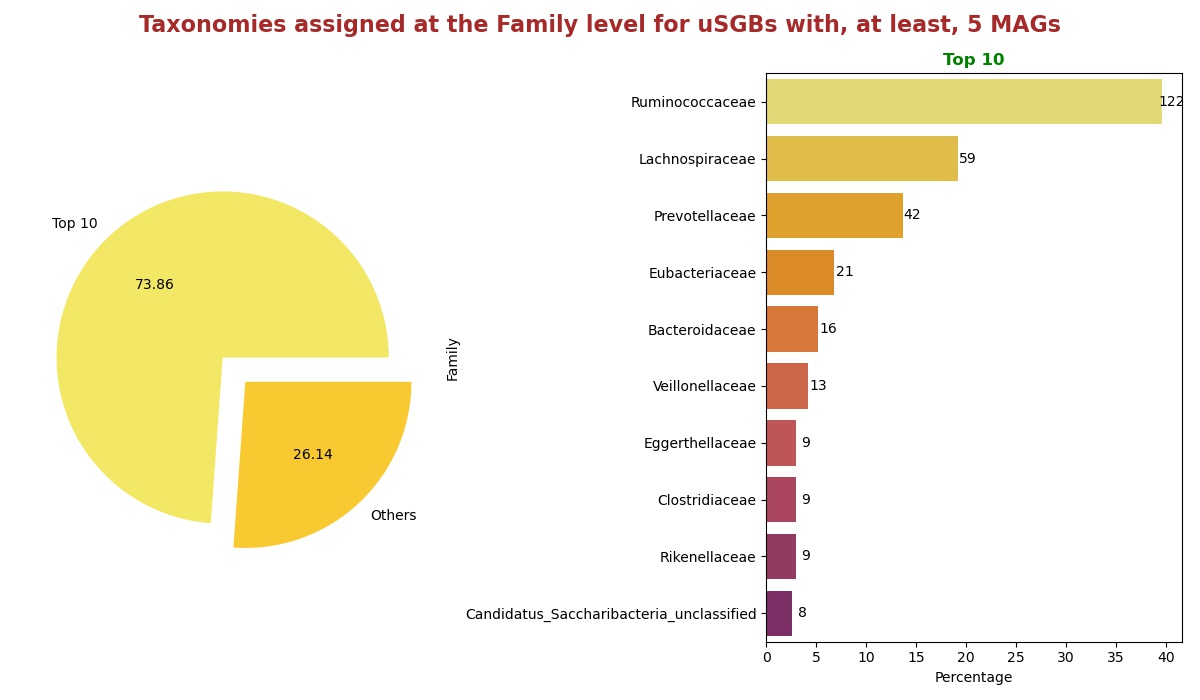 Taxonomies assigned at the Family level for uSGBs with, at least, 5 MAGs
Top 10
73.86
26.14
Others
Family
Top 10
Ruminococcaceae 122
Lachnospiraceae 59
Prevotellaceae 42
Eubacteriaceae 21
Bacteroidaceae 16
Veillonellaceae 13
Eggerthellaceae 9
Clostridiaceae 9
Rikenellaceae 9
Candidatus_Saccharibacteria_unclassified 8
0 5 10 15 20 25 30 35 40
Percentage